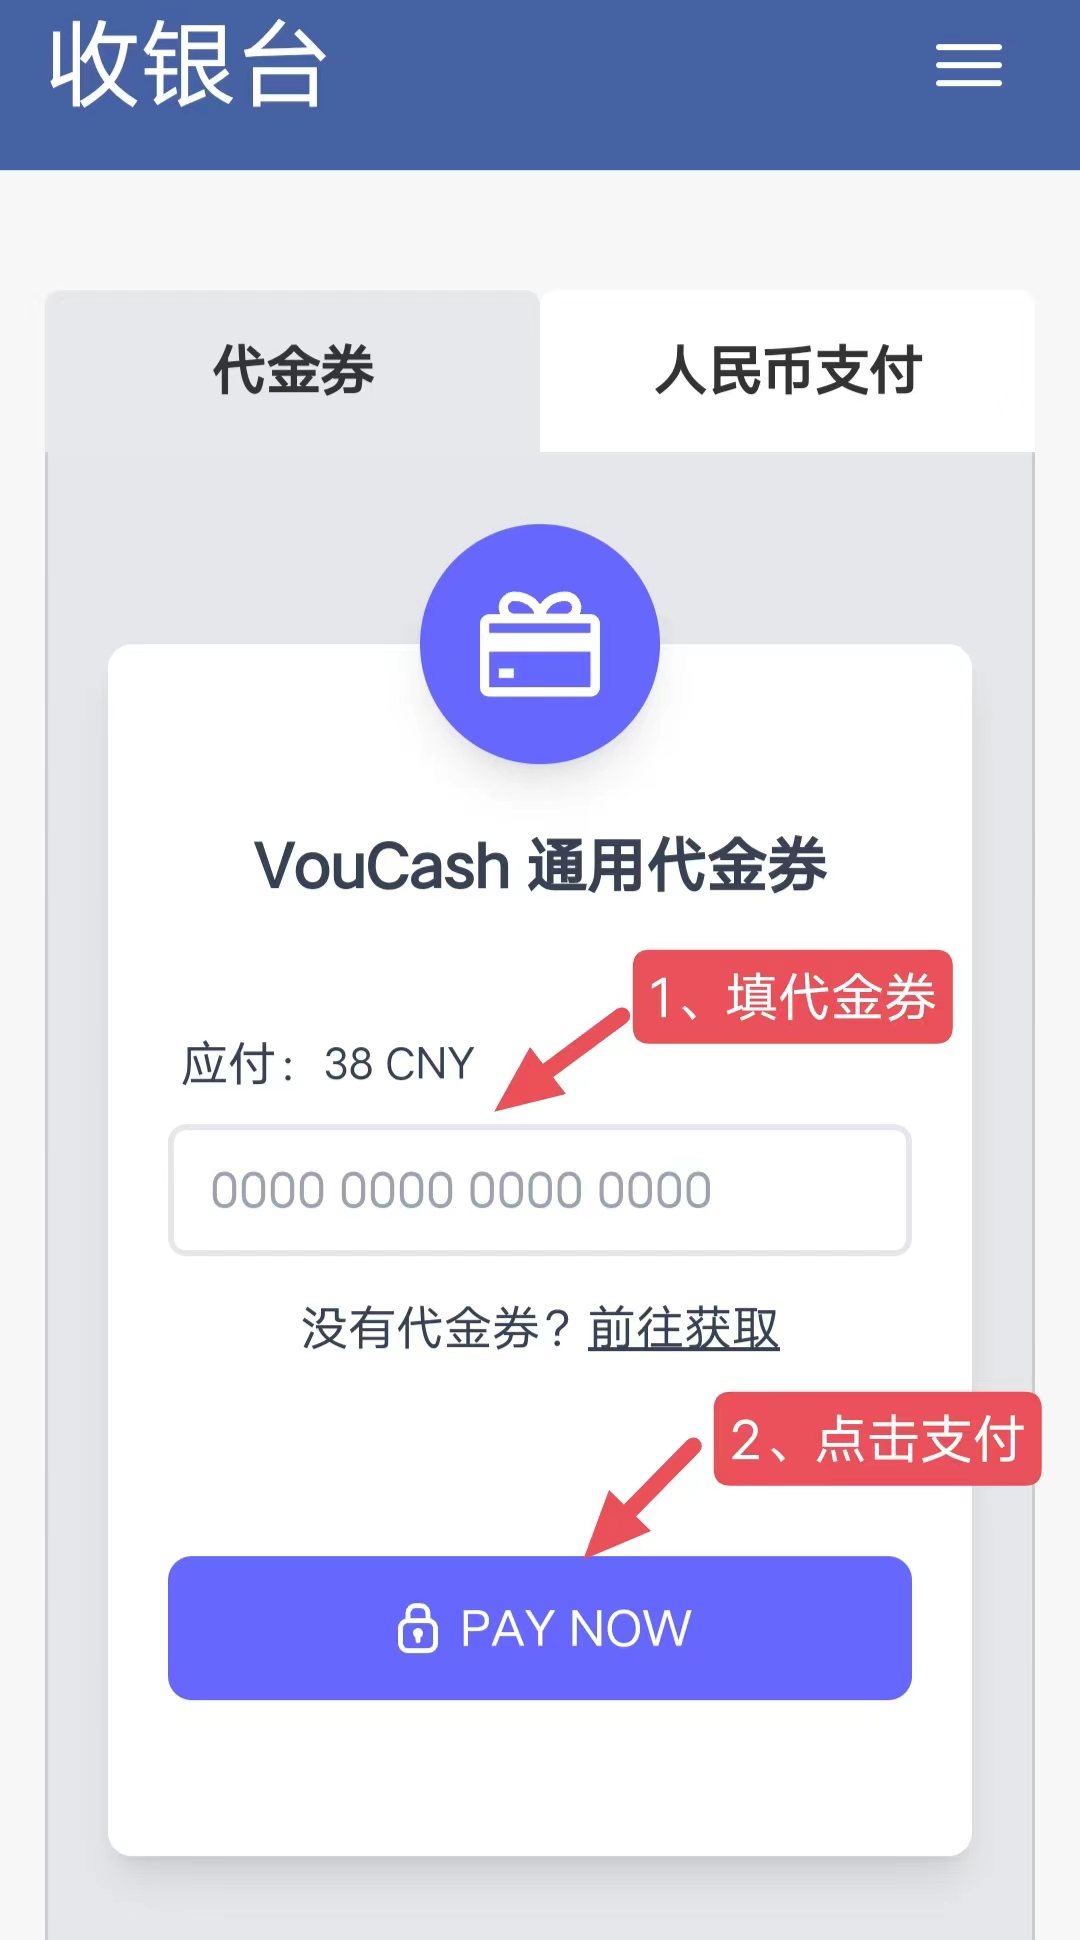 收银台
代金券
人民币支付
VouCash 通用代金券
1、填代金券
应付：38 CNY
0000 0000 0000 0000
没有代金券？前往获取
2、点击支付
PAY NOW